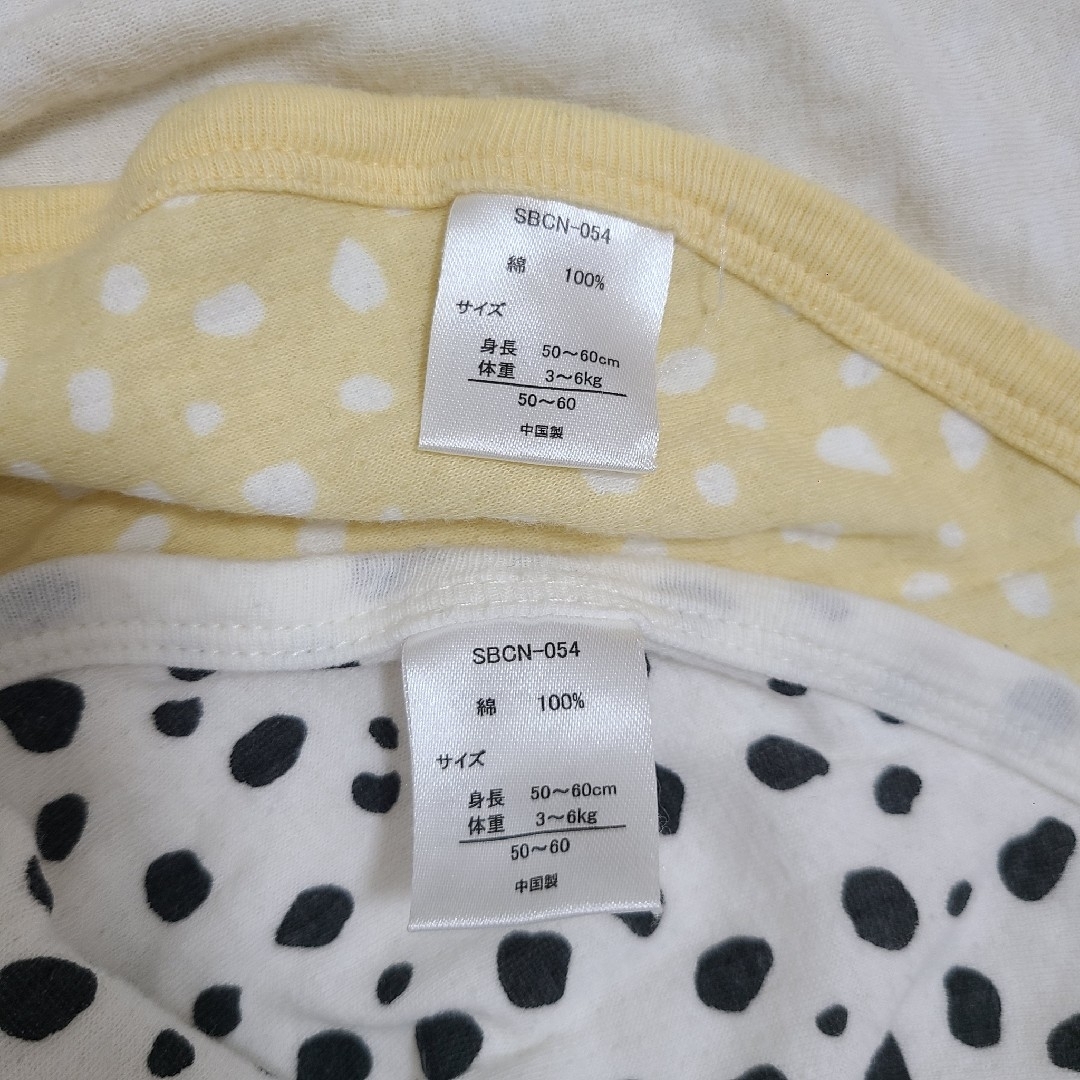 SBCN-054
綿 100%
サイズ
身長 50～60cm
体重 3～6kg
50～60
中国製
SBCN-054
綿 100%
サイズ
身長 50～60cm
体重 3～6kg
50～60
中国製